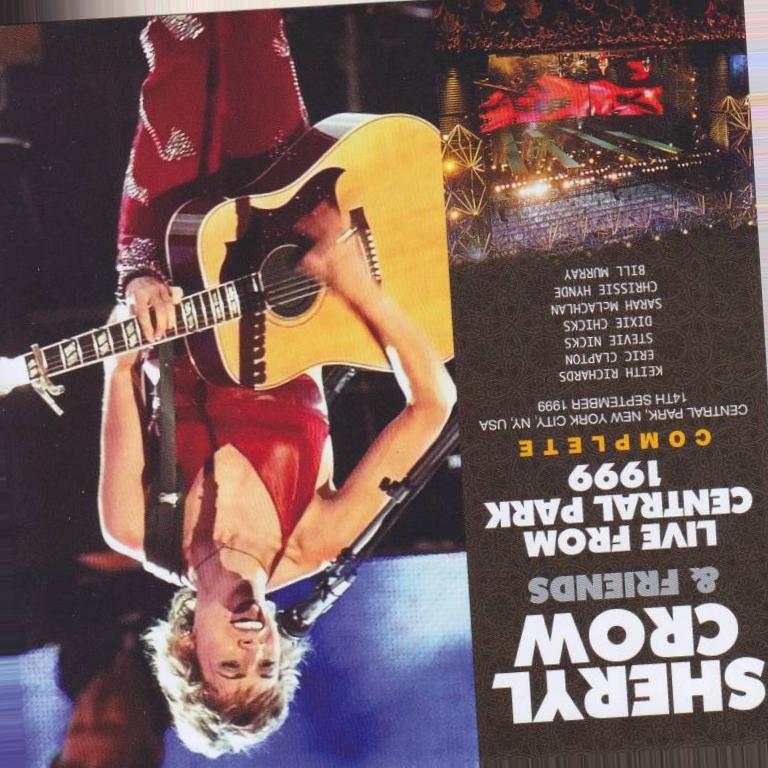 SHERYL
CROW
& FRIENDS
LIVE FROM
CENTRAL PARK
1999
COMPLETE
CENTRAL PARK, NEW YORK CITY, NY, USA
14TH SEPTEMBER 1999
KEITH RICHARDS
ERIC CLAPTON
STEVIE NICKS
DIXIE CHICKS
SARAH McLACHLAN
CHRISSIE HYNDE
BILL MURRAY